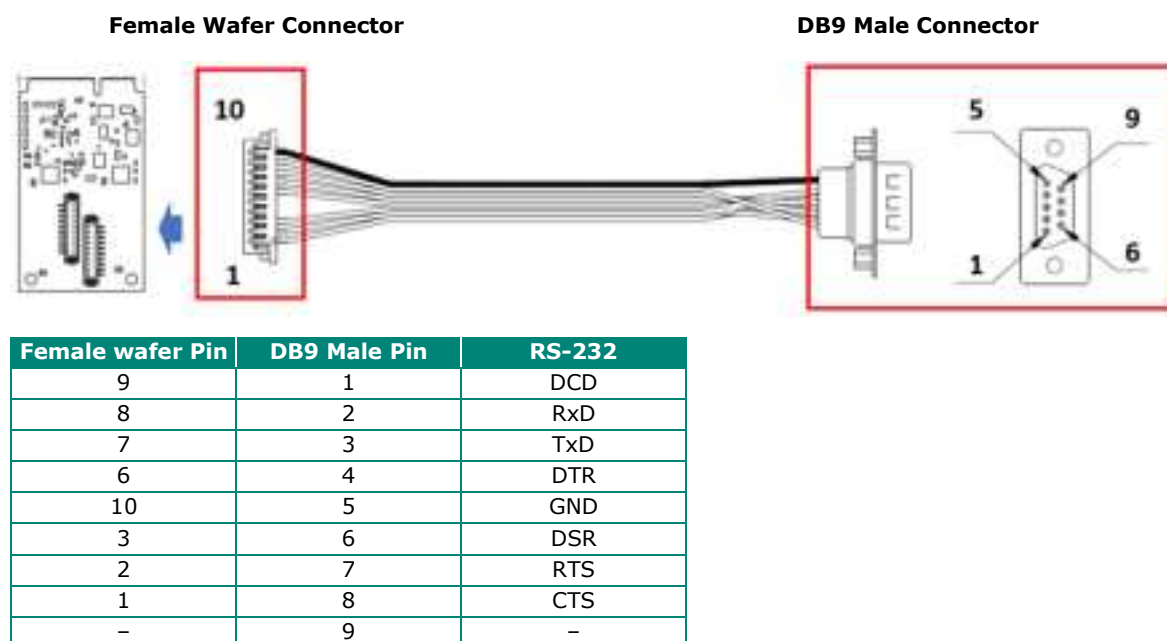 Female Wafer Connector DB9 Male Connector
10 5 9
1 1 6
Female wafer Pin DB9 Male Pin RS-232
9 1 DCD
8 2 RxD
7 3 TxD
6 4 DTR
10 5 GND
3 6 DSR
2 7 RTS
1 8 CTS
– 9 –